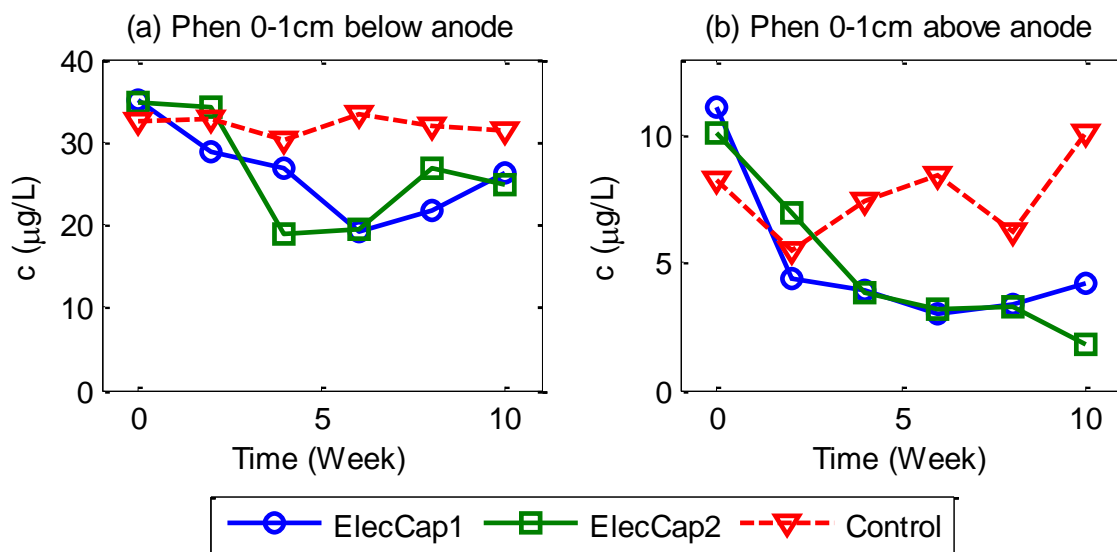 (a) Phen 0-1cm below anode
40
30
20
10
0
c (μg/L)
0 5 10
Time (Week)
(b) Phen 0-1cm above anode
10
5
0
c (μg/L)
0 5 10
Time (Week)
ElecCap1 ElecCap2 Control